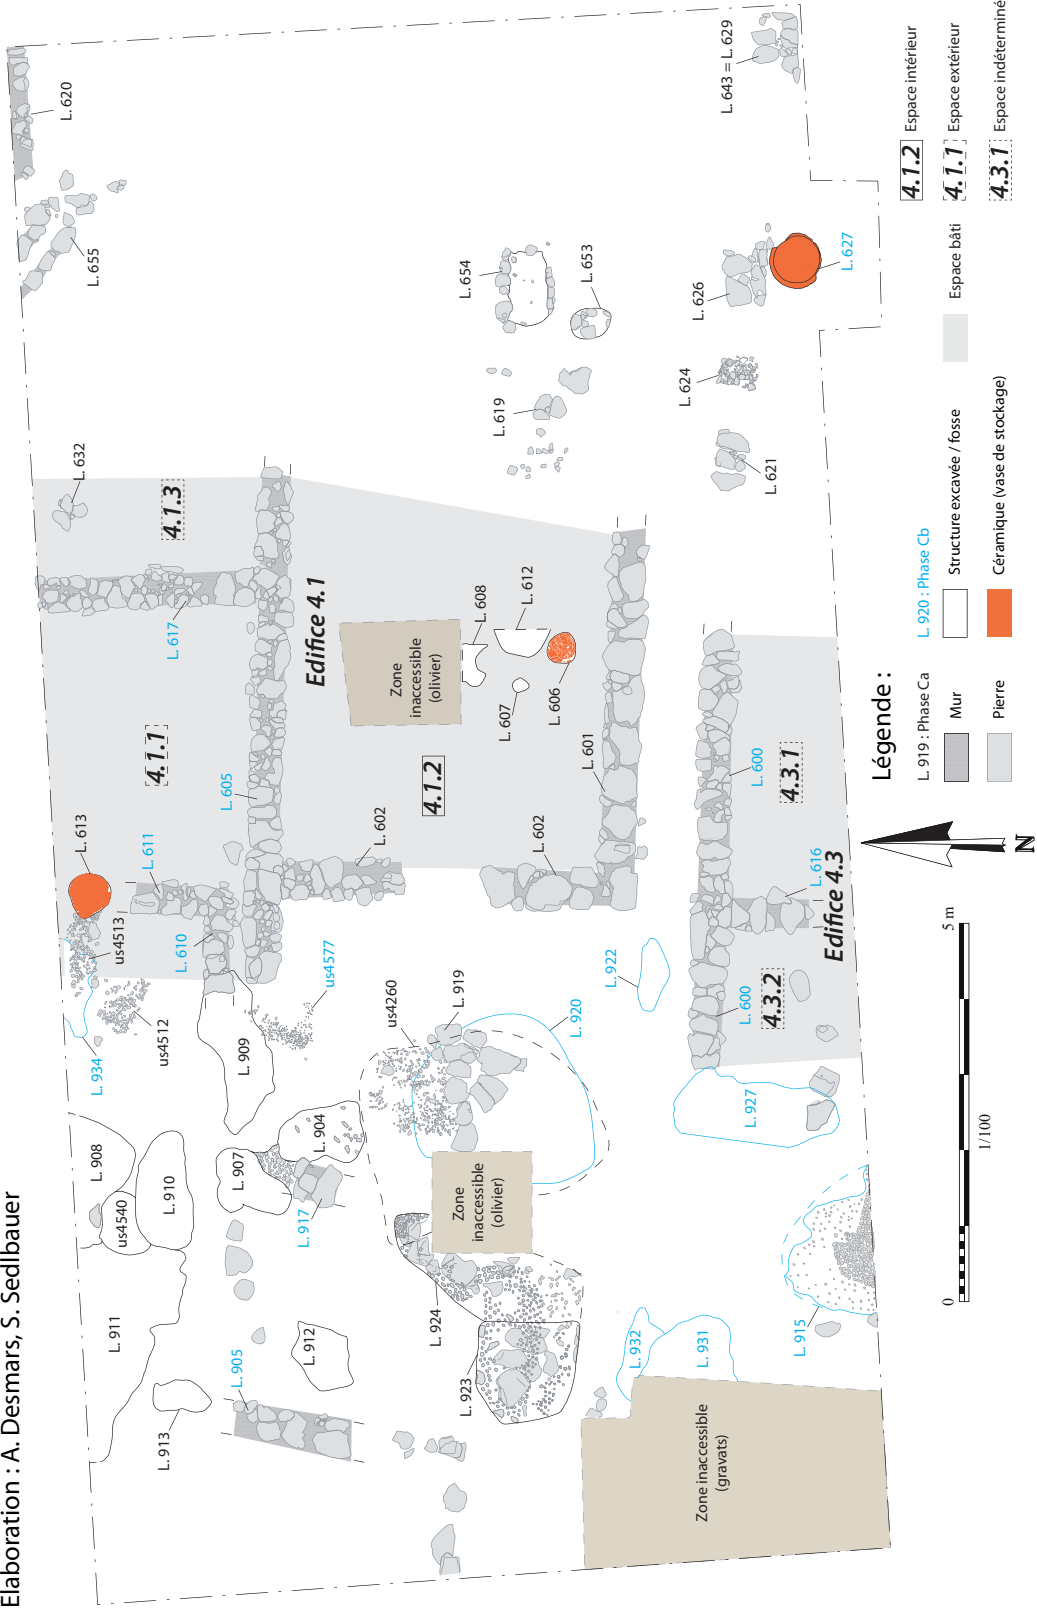 Elaboration : A. Desmars, S. Sedlbauer
L. 620
L. 655
L. 643 = L. 629
L. 654
L. 653
L. 626
L. 627
L. 624
L. 619
L. 621
L. 632
4.1.3
L. 617
Edifice 4.1
Zone
inaccessible
(olivier)
L. 608
L. 612
L. 607
L. 606
4.1.1
L. 605
4.1.2
L. 601
L. 602
L. 602
L. 600
4.3.1
L. 613
L. 611
us4513
L. 610
us4512
L. 934
us4577
L. 909
us4260
L. 919
L. 920
L. 922
L. 600
4.3.2
L. 616
Edifice 4.3
L. 908
us4540
L. 910
L. 907
L. 904
L. 917
Zone
inaccessible
(olivier)
L. 927
L. 911
L. 913
L. 905
L. 912
L. 924
L. 923
L. 932
L. 931
L. 915
Zone inaccessible
(gravats)
Légende :
L. 919 : Phase Ca
L. 920 : Phase Cb
Mur
Structure excavée / fosse
Espace bâti
Pierre
Céramique (vase de stockage)
4.1.2 Espace intérieur
4.1.1 Espace extérieur
4.3.1 Espace indéterminé
N
0
5 m
1/100